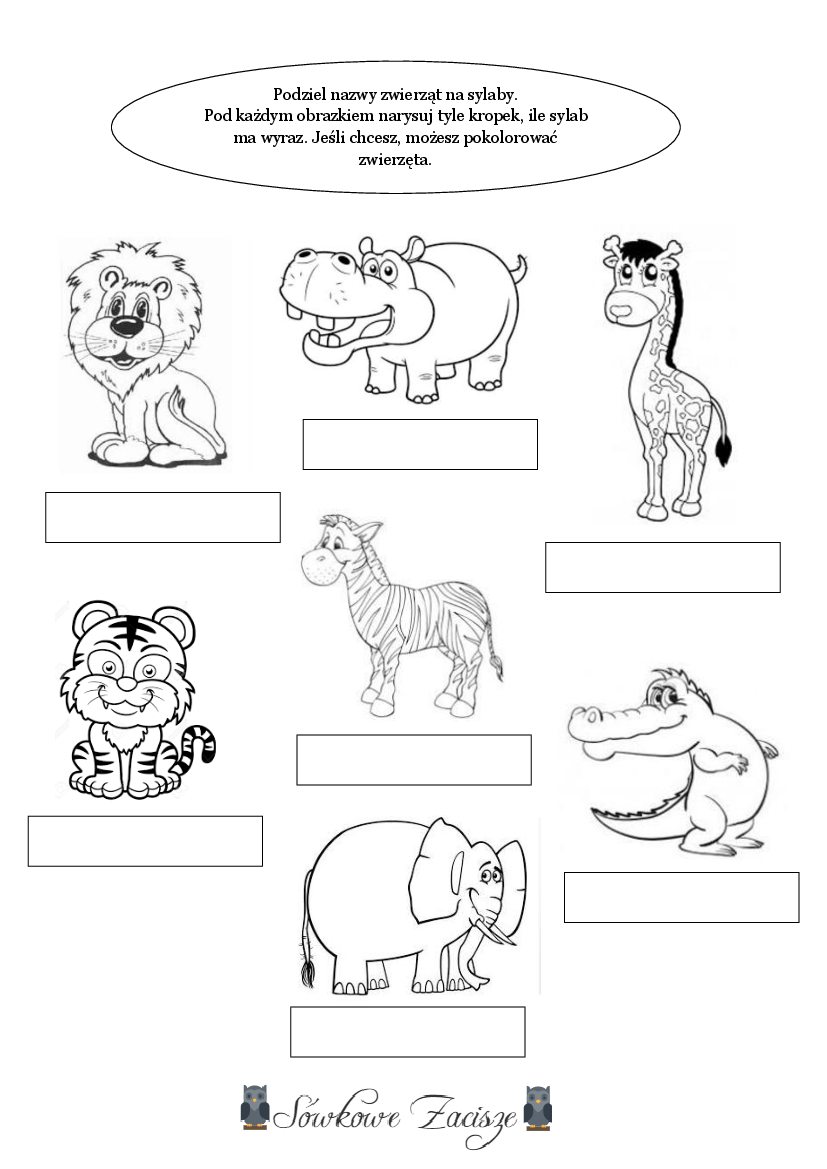 Podziel nazwy zwierząt na sylaby.
Pod każdym obrazkiem narysuj tyle kropek, ile sylab
ma wyraz. Jeśli chcesz, możesz pokolorować
zwierzęta.
Sówkowe Zacisze